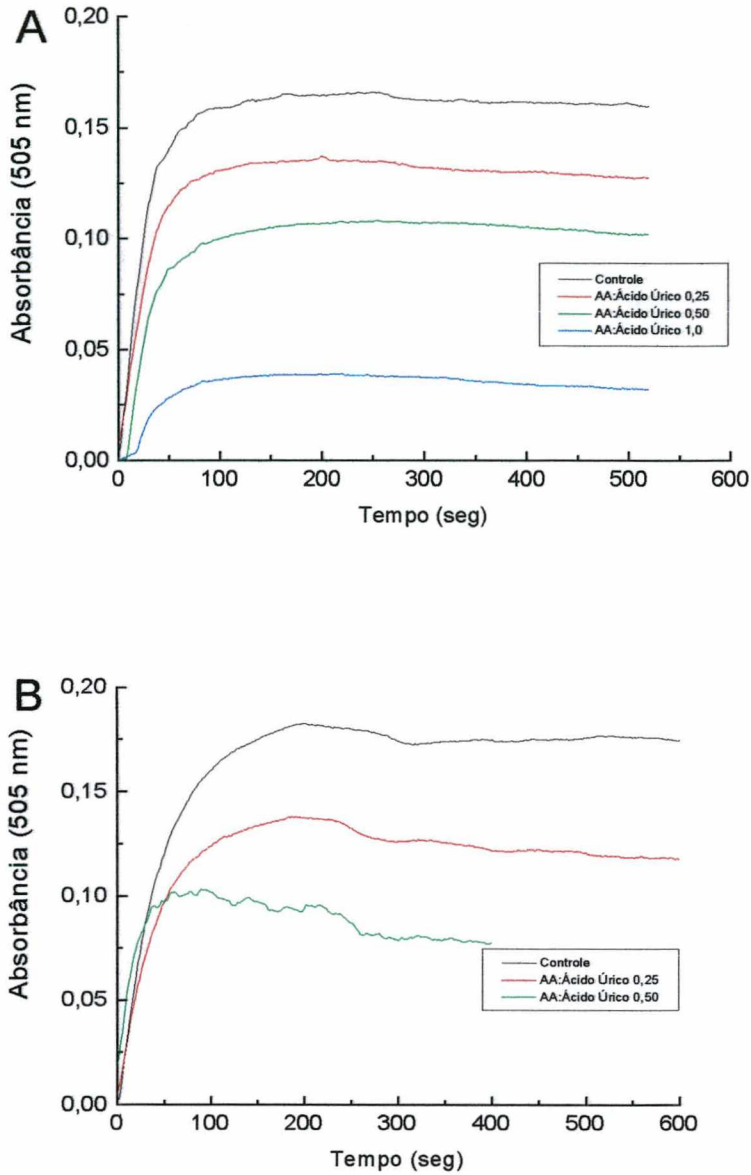 A
Absorbância (505 nm)
0,20
0,15
0,10
0,05
0,00
Controle
AA:Ácido Úrico 0,25
AA:Ácido Úrico 0,50
AA:Ácido Úrico 1,0
0 100 200 300 400 500 600
Tempo (seg)
B
Absorbância (505 nm)
0,20
0,15
0,10
0,05
0,00
Controle
AA:Ácido Úrico 0,25
AA:Ácido Úrico 0,50
0 100 200 300 400 500 600
Tempo (seg)